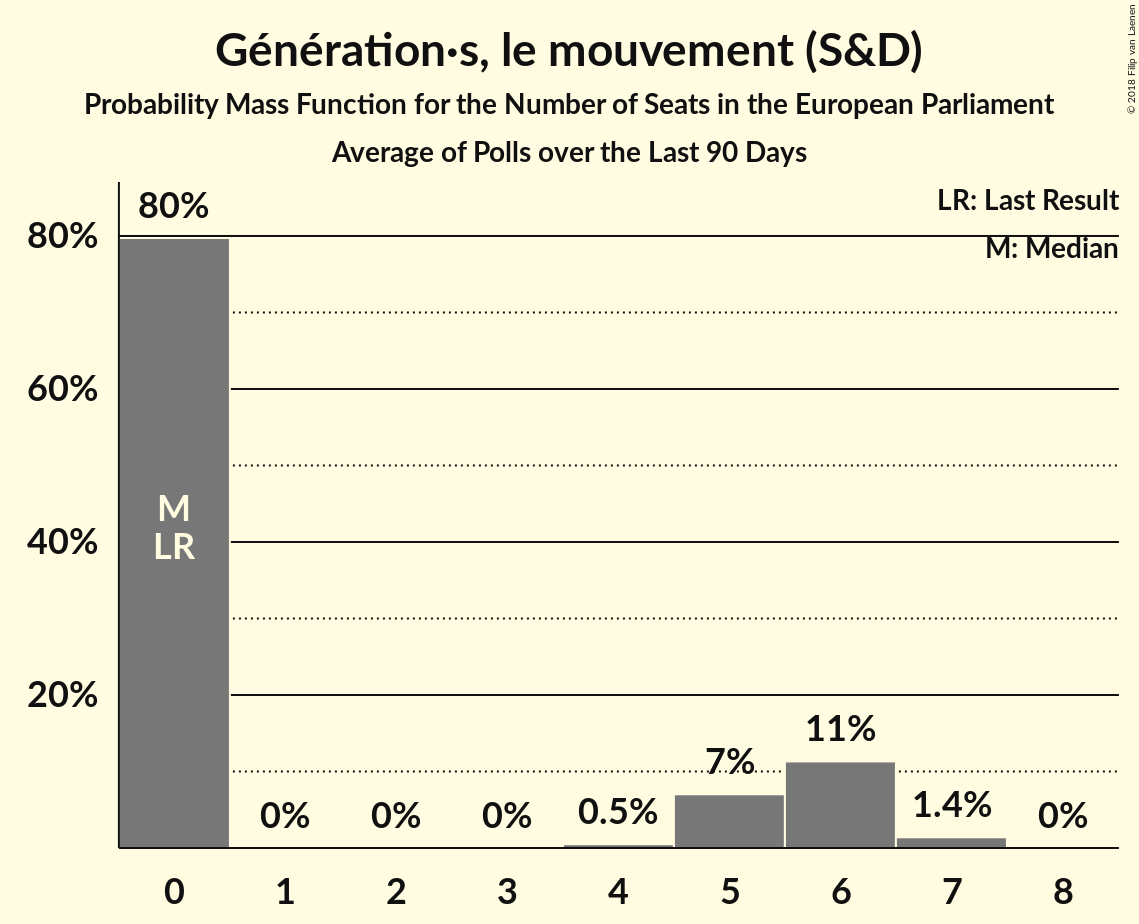 Génération·s, le mouvement (S&D)
Probability Mass Function for the Number of Seats in the European Parliament
Average of Polls over the Last 90 Days
© 2018 Filip van Laenen
LR: Last Result
M: Median
80%
60%
40%
20%
80%
M
LR
0%
0%
0%
0.5%
7%
11%
1.4%
0%
0 1 2 3 4 5 6 7 8